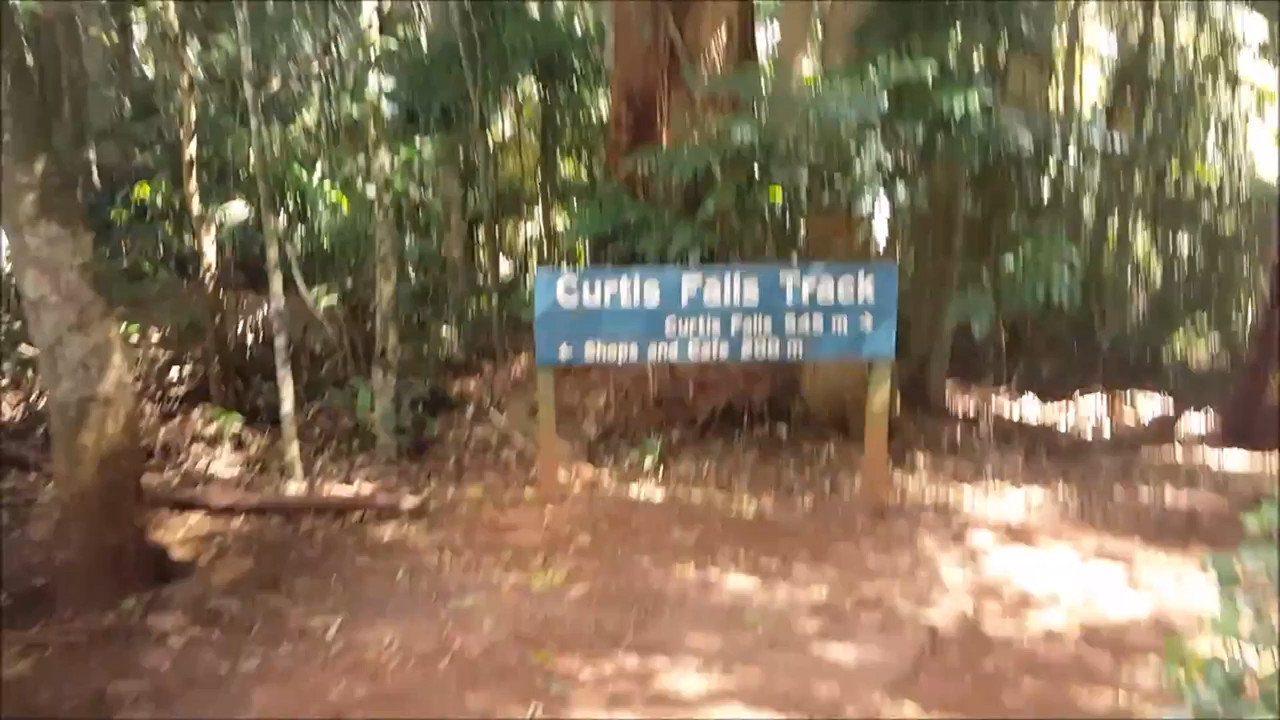 Curtis Falls Track
Curtis Falls m →
← Shops and Cafe m